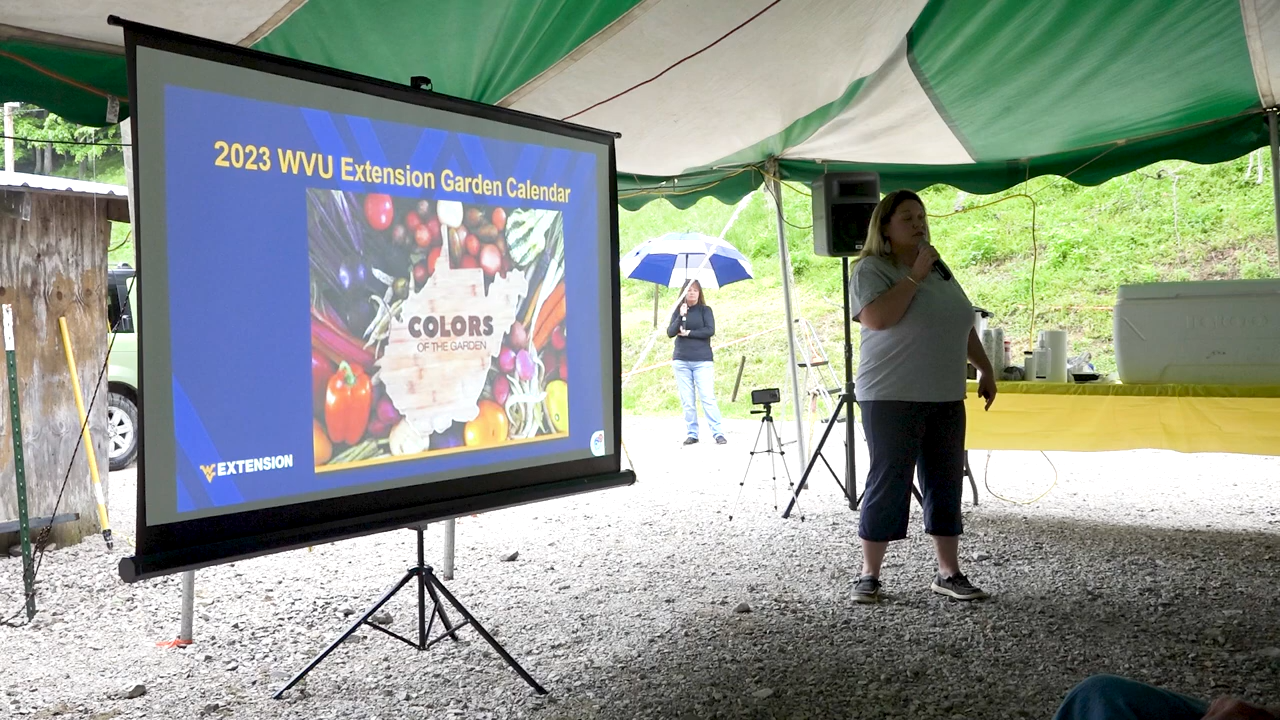 2023 WVU Extension Garden Calendar
COLORS
OF THE GARDEN
EXTENSION